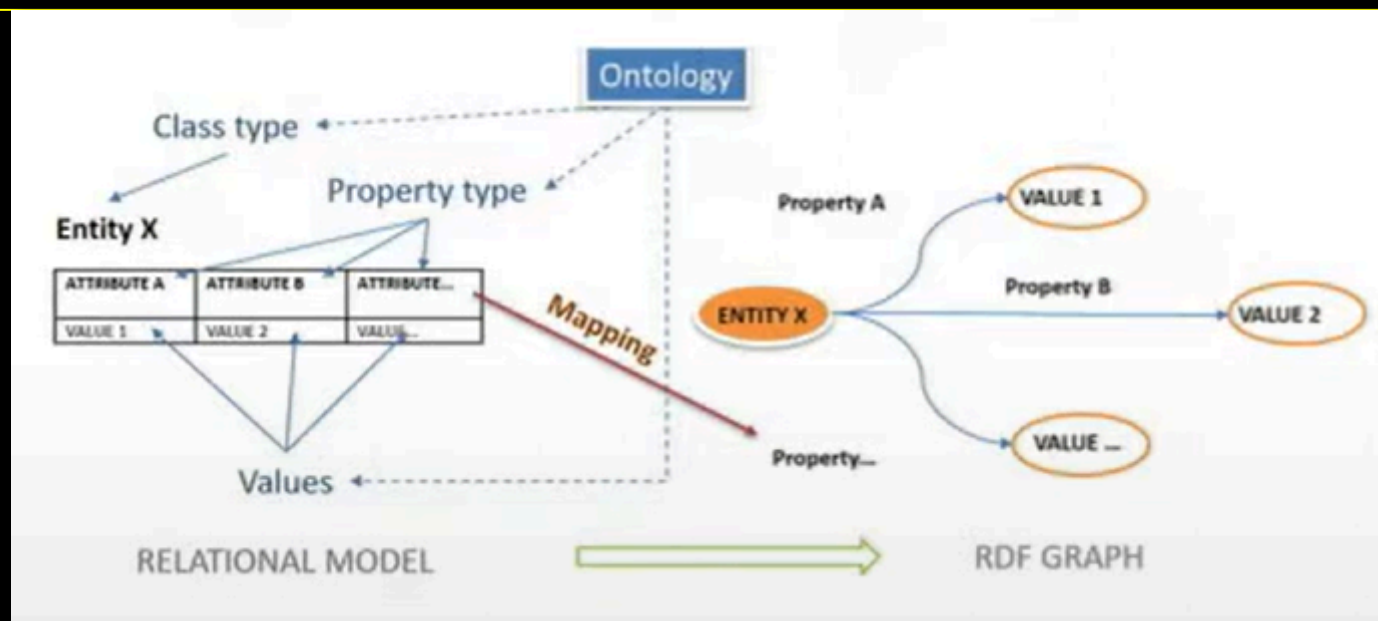 Ontology
Class type
Property type
Entity X
ATTRIBUTE A ATTRIBUTE B ATTRIBUTE...
VALUE 1 VALUE 2 VALUE...
Values
Mapping
Property A
VALUE 1
Property B
ENTITY X
VALUE 2
VALUE ...
Property...
RELATIONAL MODEL
RDF GRAPH